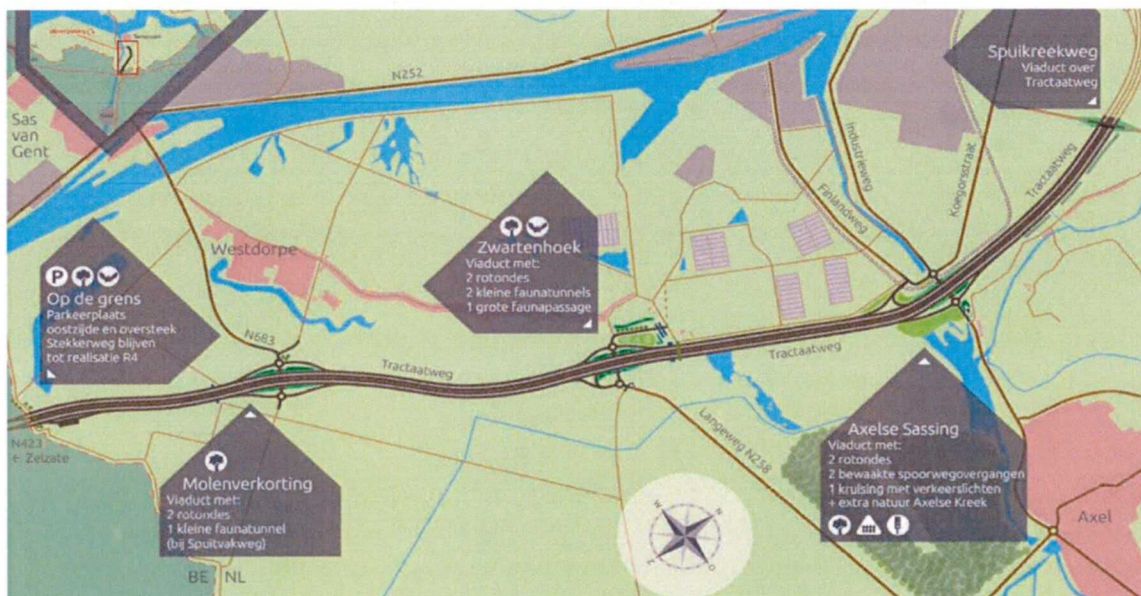 Terneuzen
N252
Spuikreekweg
Viaduct over
Tractaatweg
Sas
van
Gent
Industrieweg
Finlandweg
Koegorsstraat
Tractaatweg
Westdorpe
Zwartenhoek
Viaduct met:
2 rotondes
2 kleine faunatunnels
1 grote faunapassage
P
Op de grens
Parkeerplaats
oostzijde en oversteek
Stekkerweg blijven
tot realisatie R4
N683
Tractaatweg
Tractaatweg
N423
← Zelzate
Langeweg N258
Molenverkorting
Viaduct met:
2 rotondes
1 kleine faunatunnel
(bij Spuitvakweg)
Axelse Sassing
Viaduct met:
2 rotondes
2 bewaakte spoorwegovergangen
1 kruising met verkeerslichten
+ extra natuur Axelse Kreek
Axel
BE NL
N
O
Z
W